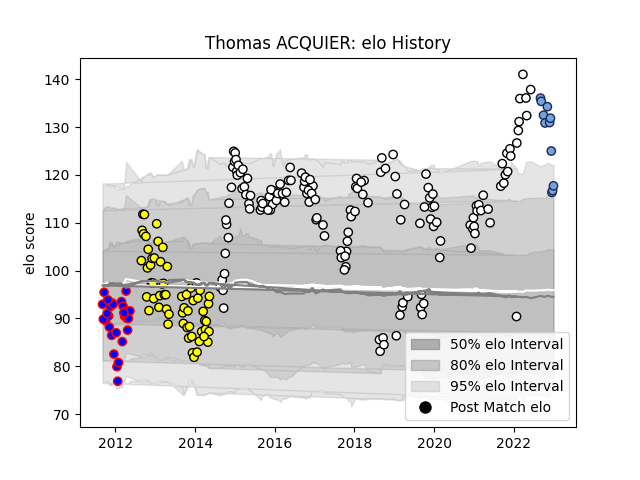 Thomas ACQUIER: elo History
elo score
140
130
120
110
100
90
80
70
2012
2014
2016
2018
2020
2022
50% elo Interval
80% elo Interval
95% elo Interval
Post Match elo